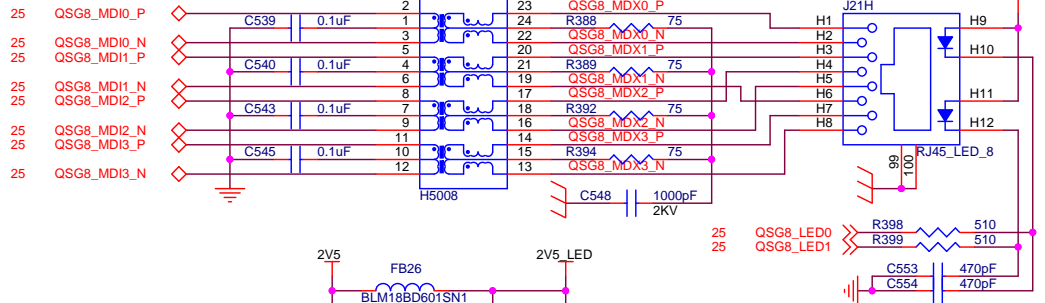 25 QSG8_MDI0_P 2 23 QSG8_MDX0_P J21H
C539 0.1uF 1 24 R388 75 H1 H9
25 QSG8_MDI0_N 3 22 QSG8_MDX0_N H2
25 QSG8_MDI1_P 5 20 QSG8_MDX1_P H3 H10
C540 0.1uF 4 21 R389 75 H4
25 QSG8_MDI1_N 6 19 QSG8_MDX1_N H5
25 QSG8_MDI2_P 8 17 QSG8_MDX2_P H6 H11
C543 0.1uF 7 18 R392 75 H7
25 QSG8_MDI2_N 9 16 QSG8_MDX2_N H8 H12
25 QSG8_MDI3_P 11 14 QSG8_MDX3_P
C545 0.1uF 10 15 R394 75 RJ45_LED_8
25 QSG8_MDI3_N 12 13 QSG8_MDX3_N 99 100
H5008 C548 1000pF
2KV
25 QSG8_LED0 R398 510
25 QSG8_LED1 R399 510
2V5 2V5_LED
FB26 C553 470pF
C554 470pF
BLM18BD601SN1